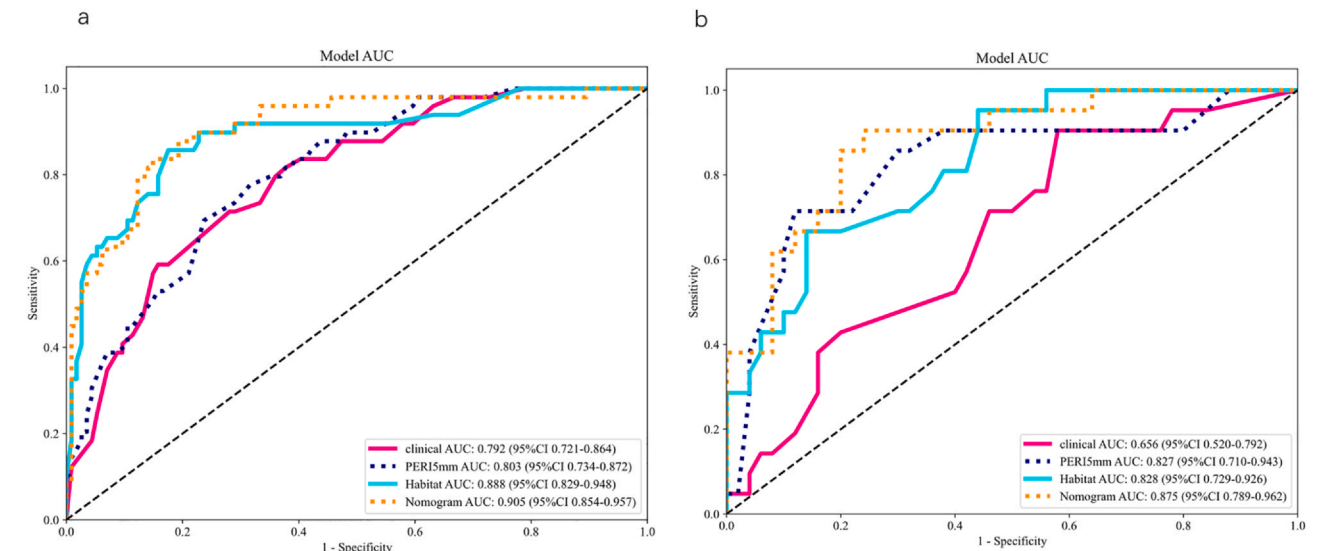 a
Model AUC
1.0
0.8
0.6
0.4
0.2
0.0
Sensitivity
0.0 0.2 0.4 0.6 0.8 1.0
1 - Specificity
clinical AUC: 0.792 (95%CI 0.721-0.864)
PERI5mm AUC: 0.803 (95%CI 0.734-0.872)
Habitat AUC: 0.888 (95%CI 0.829-0.948)
Nomogram AUC: 0.905 (95%CI 0.854-0.957)
b
Model AUC
1.0
0.8
0.6
0.4
0.2
0.0
Sensitivity
0.0 0.2 0.4 0.6 0.8 1.0
1 - Specificity
clinical AUC: 0.656 (95%CI 0.520-0.792)
PERI5mm AUC: 0.827 (95%CI 0.710-0.943)
Habitat AUC: 0.828 (95%CI 0.729-0.926)
Nomogram AUC: 0.875 (95%CI 0.789-0.962)